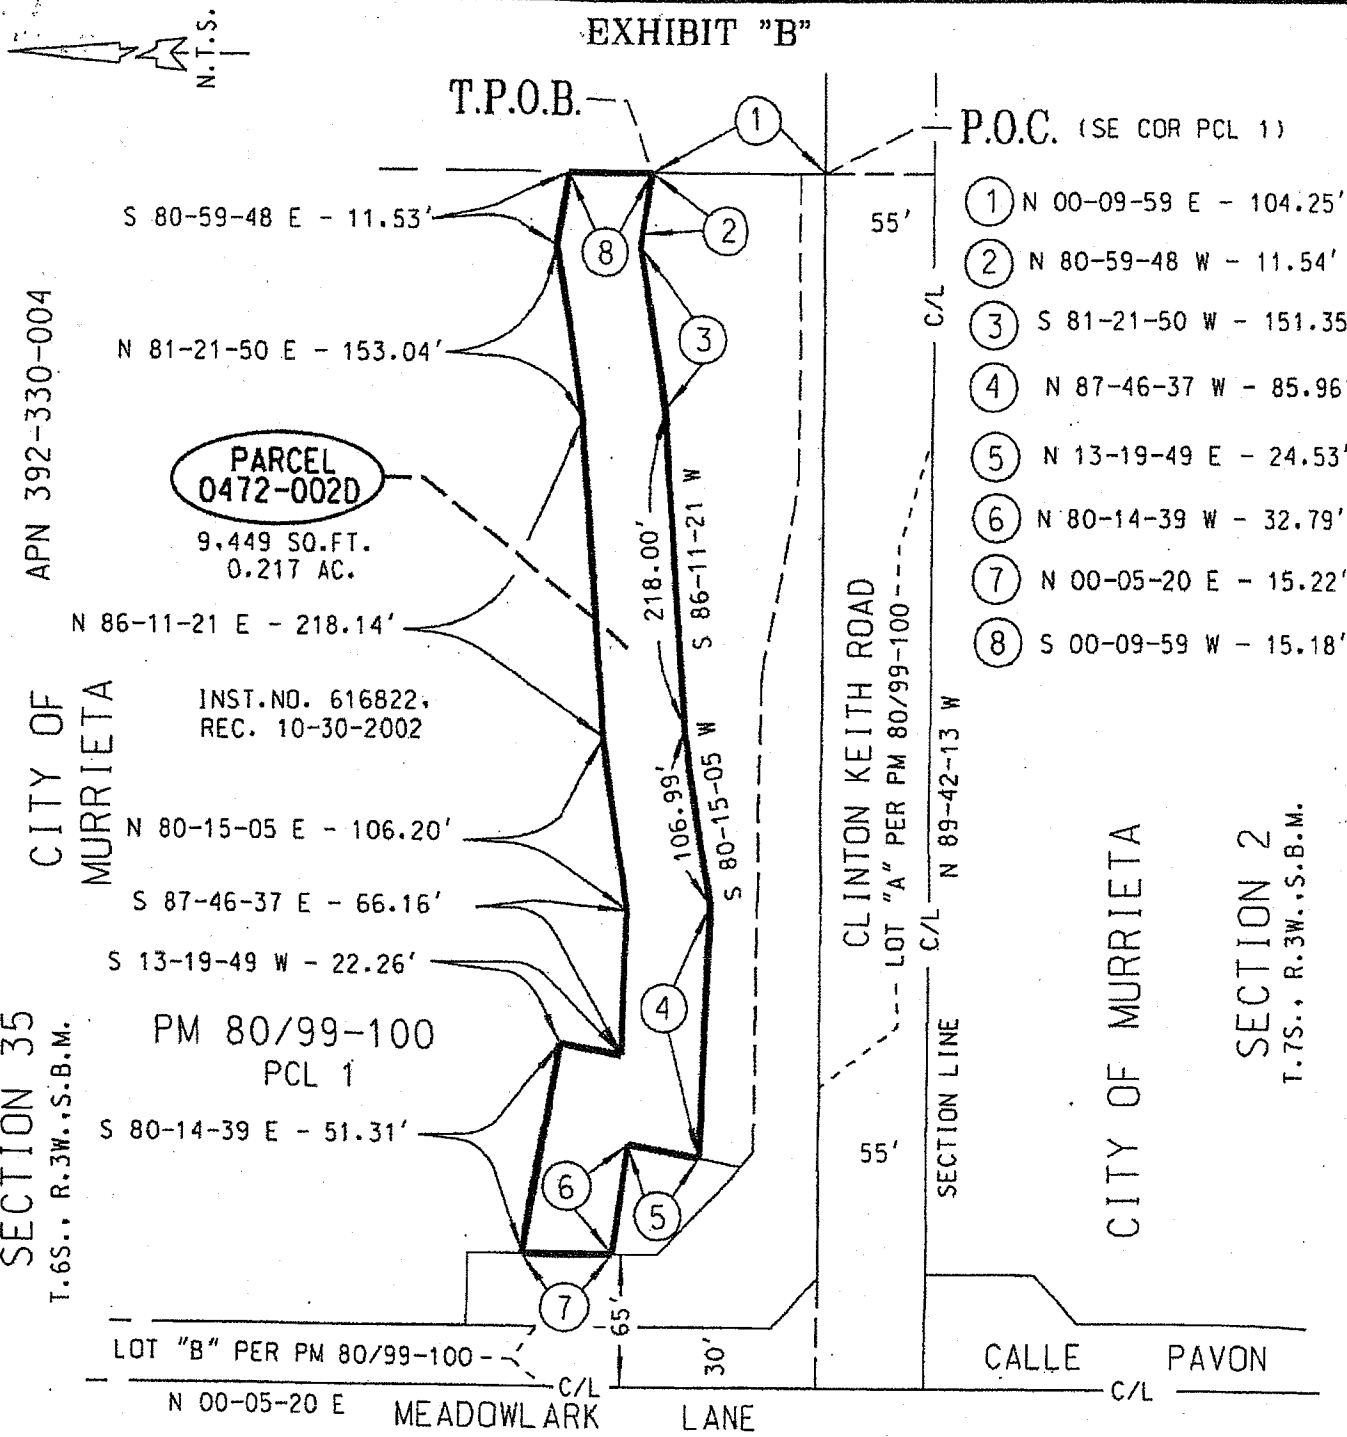 EXHIBIT "B"
N.T.S.
T.P.O.B.
1
P.O.C. (SE COR PCL 1)
S 80-59-48 E - 11.53'
8
2
55'
1 N 00-09-59 E - 104.25'
2 N 80-59-48 W - 11.54'
3 S 81-21-50 W - 151.35
4 N 87-46-37 W - 85.96
5 N 13-19-49 E - 24.53'
6 N 80-14-39 W - 32.79'
7 N 00-05-20 E - 15.22'
8 S 00-09-59 W - 15.18'
C/L
3
N 81-21-50 E - 153.04'
APN 392-330-004
PARCEL
0472-002D
9,449 SQ.FT.
0.217 AC.
218.00'
S 86-11-21 W
N 86-11-21 E - 218.14'
INST.NO. 616822,
REC. 10-30-2002
CITY OF
MURRIETA
106.99'
S 80-15-05 W
N 80-15-05 E - 106.20'
CLINTON KEITH ROAD
LOT "A" PER PM 80/99-100
N 89-42-13 W
C/L
SECTION LINE
S 87-46-37 E - 66.16'
S 13-19-49 W - 22.26'
4
PM 80/99-100
PCL 1
SECTION 35
T.6S., R.3W.,S.B.M.
S 80-14-39 E - 51.31'
6
5
55'
CITY OF MURRIETA
SECTION 2
T.7S., R.3W.,S.B.M.
7
65'
30'
LOT "B" PER PM 80/99-100
C/L
N 00-05-20 E
MEADOWLARK LANE
CALLE PAVON
C/L